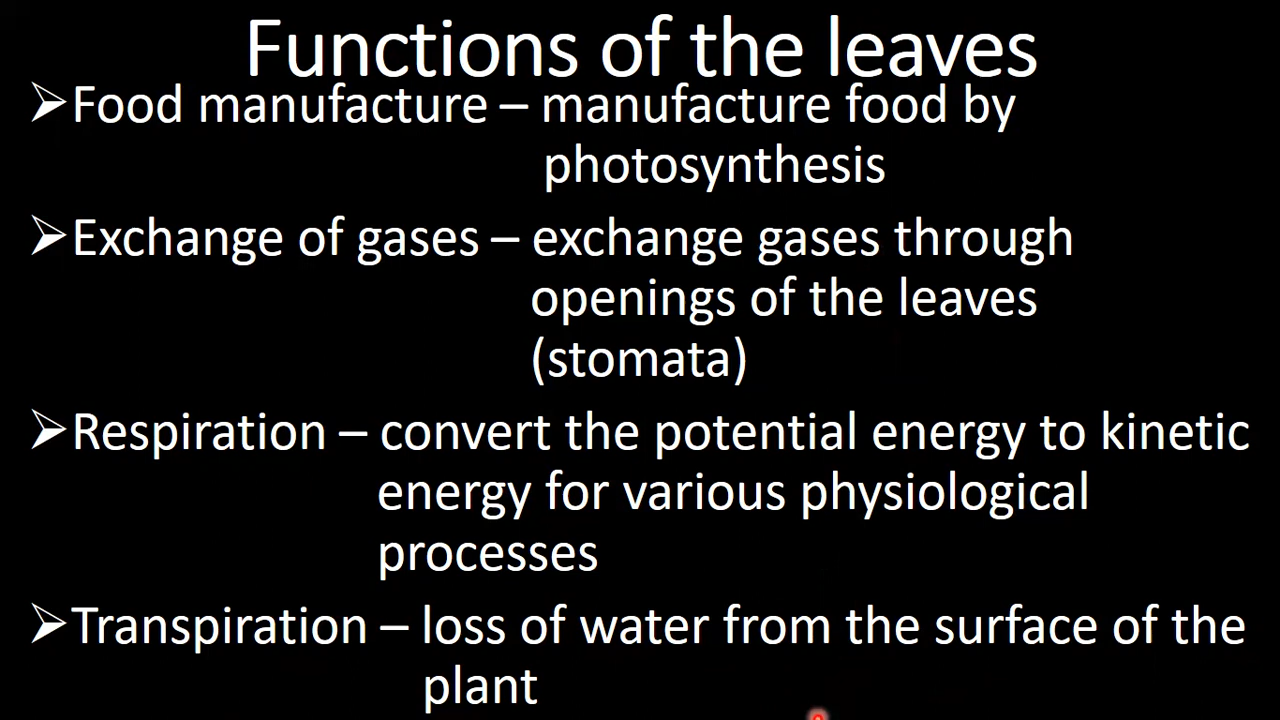 Functions of the leaves
➢Food manufacture – manufacture food by
photosynthesis
➢Exchange of gases – exchange gases through
openings of the leaves
(stomata)
➢Respiration – convert the potential energy to kinetic
energy for various physiological
processes
➢Transpiration – loss of water from the surface of the
plant